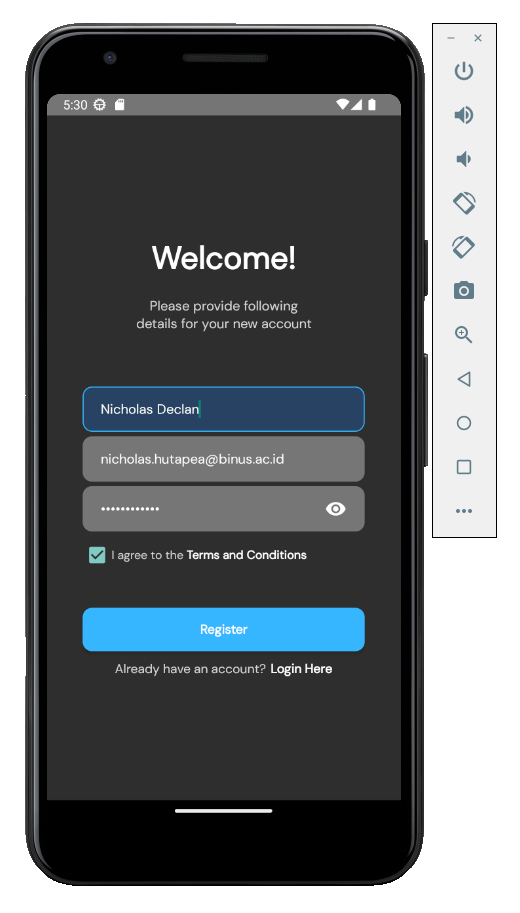 5:30
Welcome!
Please provide following
details for your new account
Nicholas Declan
nicholas.hutapea@binus.ac.id
••••••••••••
I agree to the Terms and Conditions
Register
Already have an account? Login Here